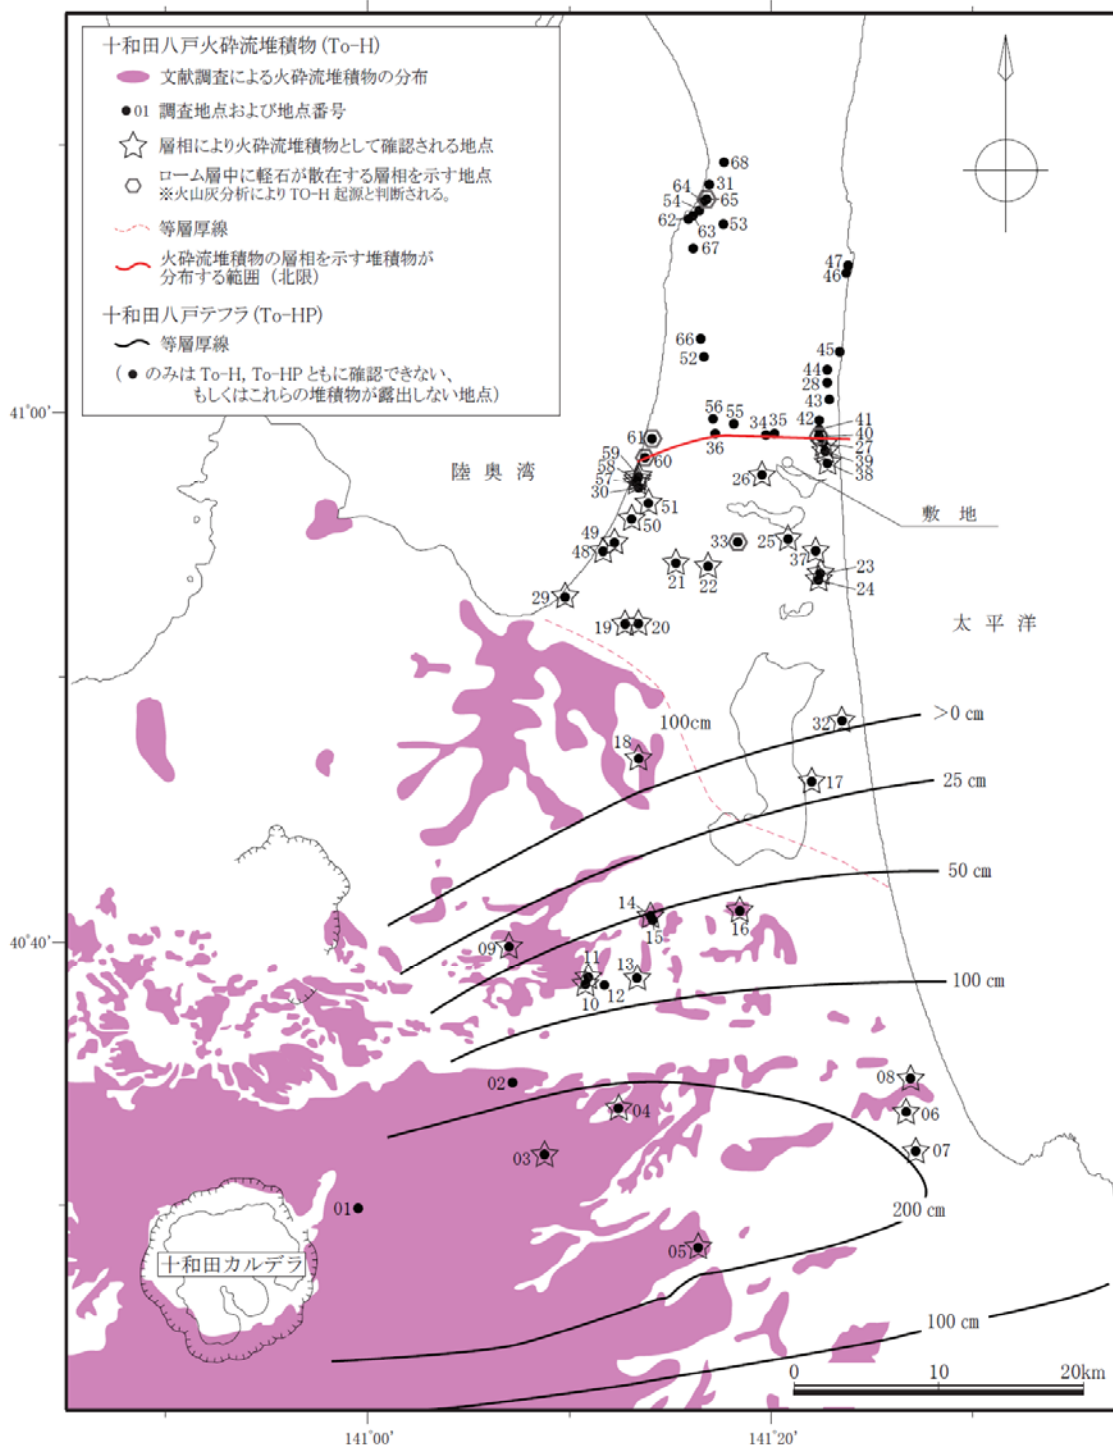 十和田八戸火砕流堆積物 (To-H)
文献調査による火砕流堆積物の分布
01 調査地点および地点番号
層相により火砕流堆積物として確認される地点
ローム層中に軽石が散在する層相を示す地点
※火山灰分析により TO-H 起源と判断される。
等層厚線
火砕流堆積物の層相を示す堆積物が
分布する範囲 (北限)
十和田八戸テフラ (To-HP)
等層厚線
( ● のみは To-H, To-HP ともに確認できない、
もしくはこれらの堆積物が露出しない地点)
68
31
64
65
54
62
63
53
67
47
46
66
45
52
44
28
43
41°00′
56
55
42
41
34
35
40
61
36
27
59
60
39
58
38
57
26
30
陸奥湾
51
敷地
50
49
33
25
48
37
21
22
23
24
29
19
20
太平洋
100cm
32
>0 cm
18
17
25 cm
50 cm
14
16
15
40°40′
09
11
13
10
12
100 cm
02
08
04
06
03
07
01
200 cm
05
十和田カルデラ
100 cm
0
10
20km
141°00′
141°20′